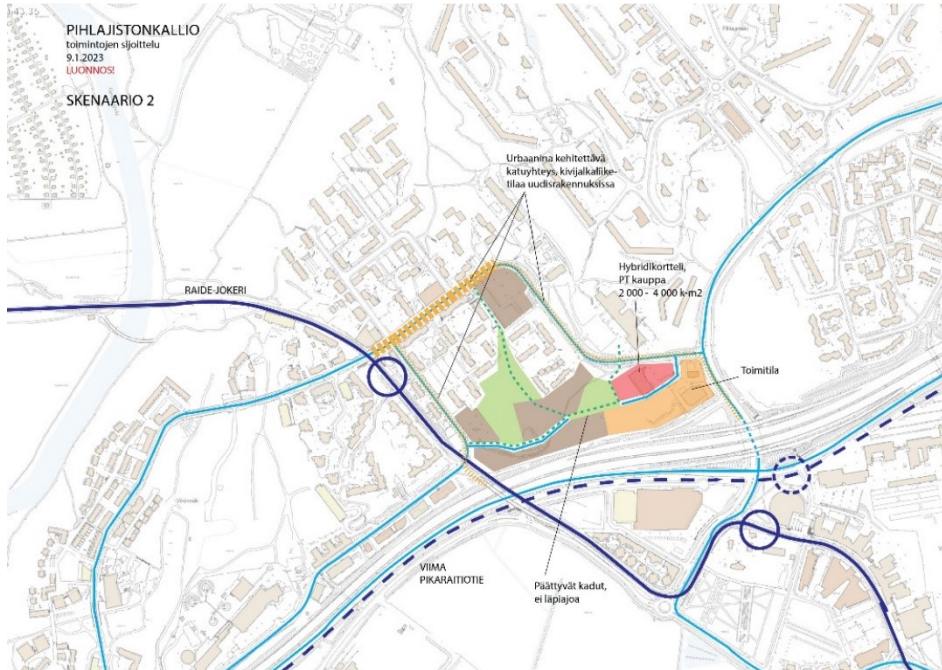 PIHLAJISTONKALLIO
toimintojen sijoittelu
9.1.2023
LUONNOS!
SKENAARIO 2
Urbaanina kehitettävä
katuyhteys, kivijalkaliike-
tilaa uudisrakennuksissa
Hybridikortteli,
PT kauppa
2 000 - 4 000 k-m2
RAIDE-JOKERI
Toimitila
VIIMA
PIKARAITIOTIE
Päättyvät kadut,
ei läpiajoa